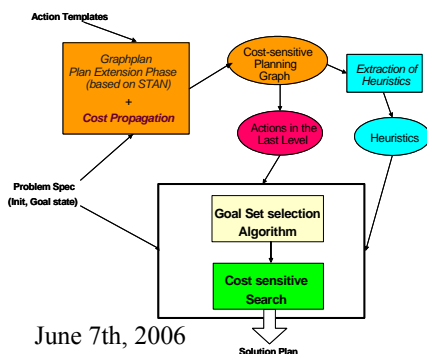 Action Templates
Graphplan
Plan Extension Phase
(based on STAN)
+
Cost Propagation
Cost-sensitive
Planning
Graph
Extraction of
Heuristics
Actions in the
Last Level
Heuristics
Problem Spec
(Init, Goal state)
Goal Set selection
Algorithm
Cost sensitive
Search
June 7th, 2006
Solution Plan